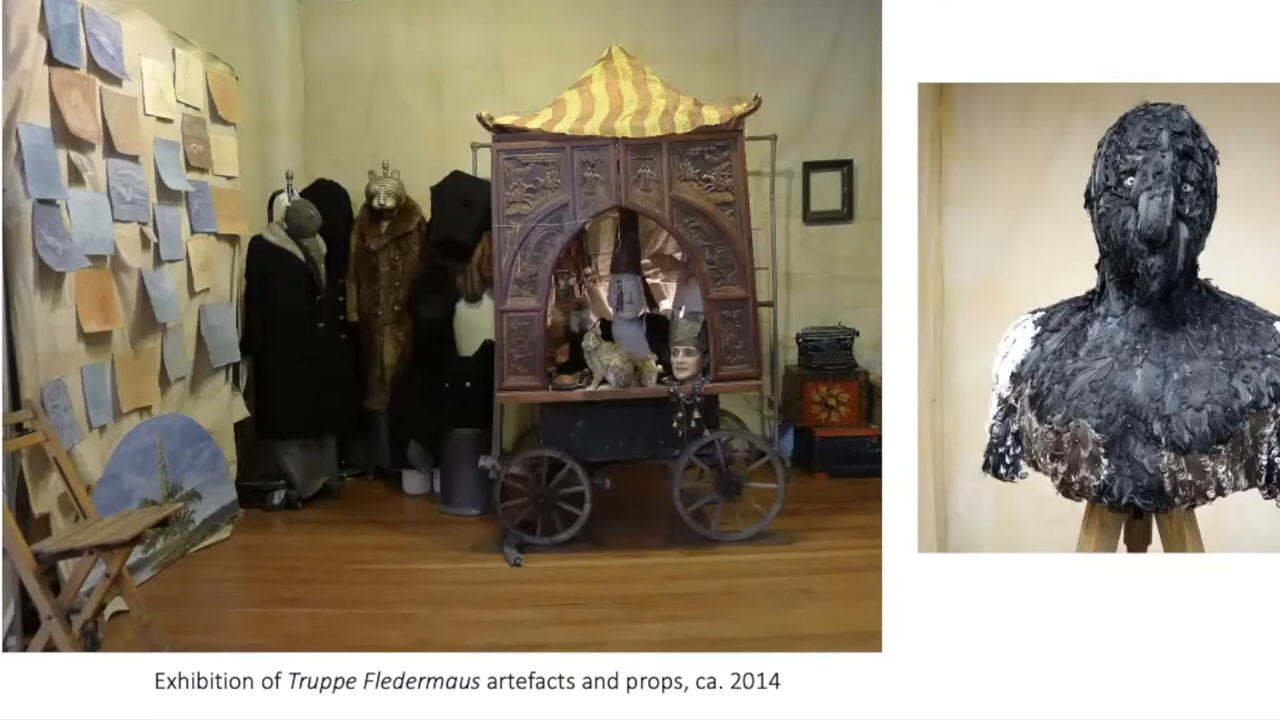 Exhibition of Truppe Fledermaus artefacts and props, ca. 2014